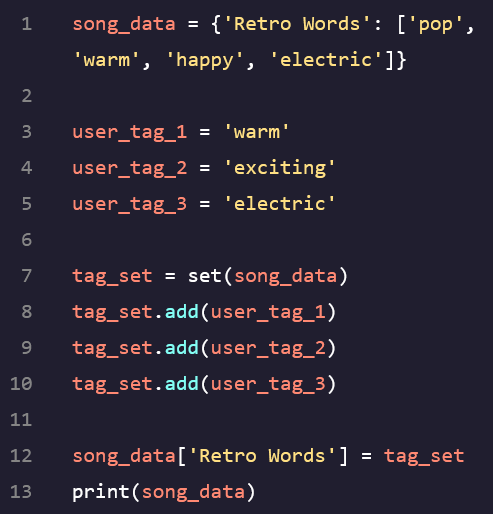 1 song_data = {'Retro Words': ['pop',
'warm', 'happy', 'electric']}
2
3 user_tag_1 = 'warm'
4 user_tag_2 = 'exciting'
5 user_tag_3 = 'electric'
6
7 tag_set = set(song_data)
8 tag_set.add(user_tag_1)
9 tag_set.add(user_tag_2)
10 tag_set.add(user_tag_3)
11
12 song_data['Retro Words'] = tag_set
13 print(song_data)